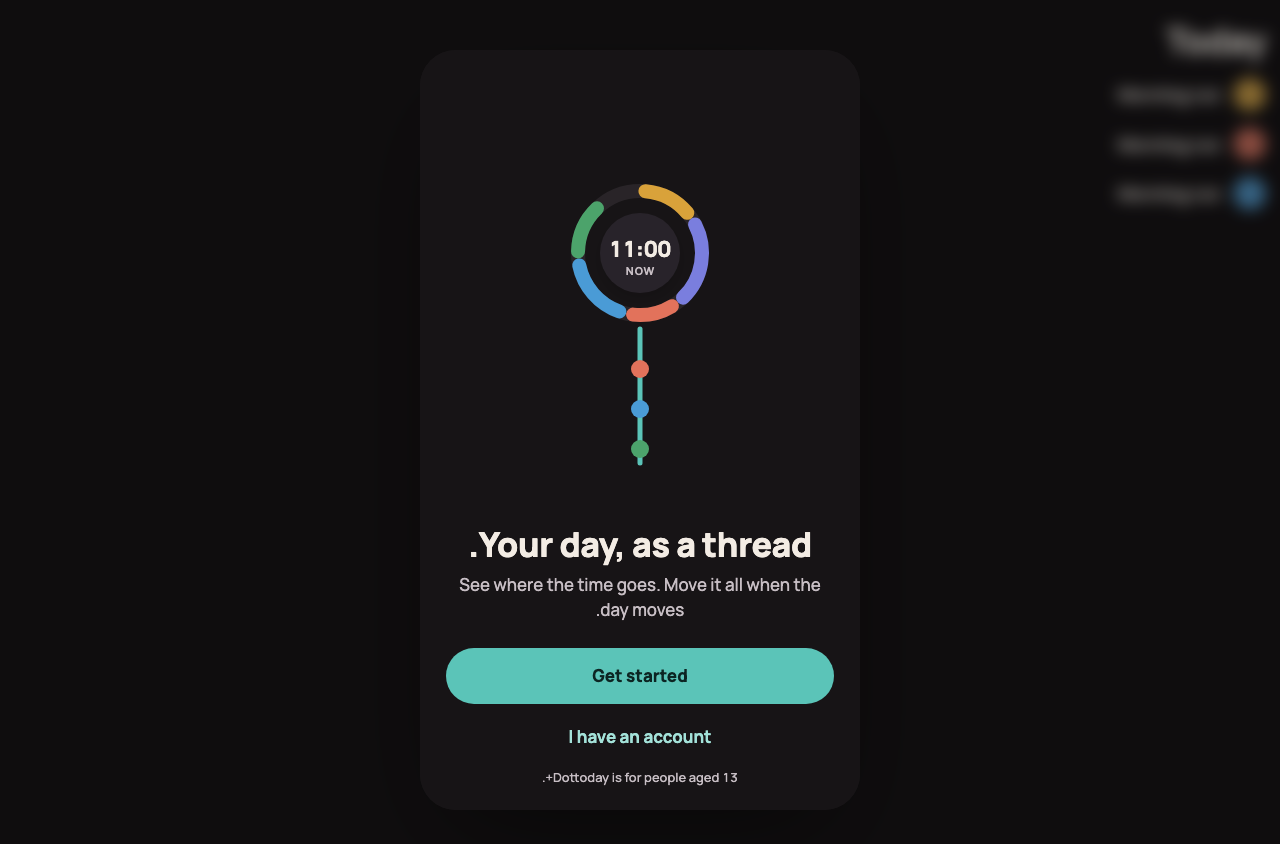 Today
11:00
NOW
.Your day, as a thread
See where the time goes. Move it all when the
.day moves
Get started
I have an account
.+Dottoday is for people aged 13